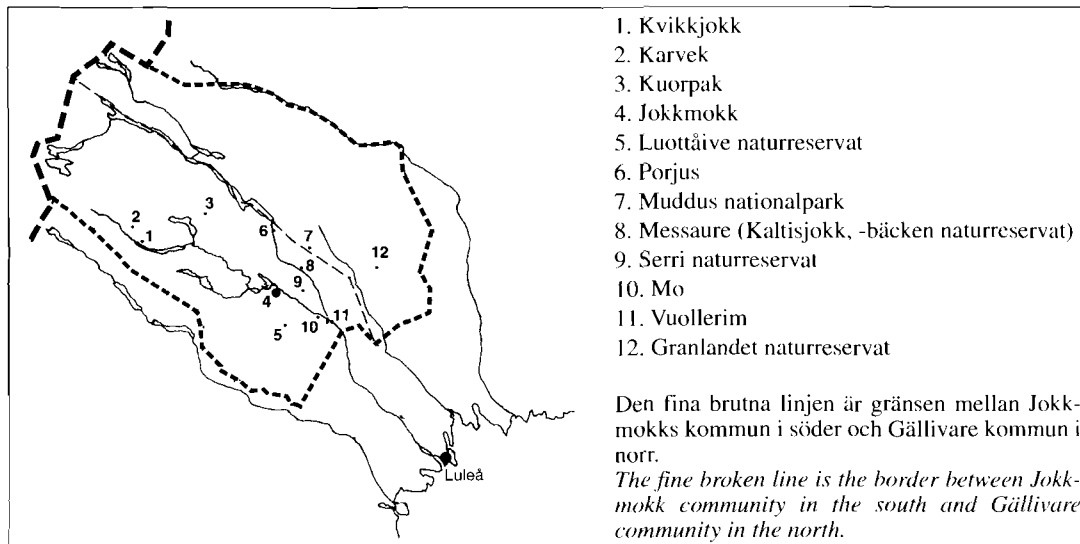 1. Kvikkjokk
2. Karvek
3. Kuorpak
4. Jokkmokk
5. Luottåive naturreservat
6. Porjus
7. Muddus nationalpark
8. Messaure (Kaltisjokk, -bäcken naturreservat)
9. Serri naturreservat
10. Mo
11. Vuollerim
12. Granlandet naturreservat
Den fina brutna linjen är gränsen mellan Jokk-
mokks kommun i söder och Gällivare kommun i
norr.
The fine broken line is the border between Jokk-
mokk community in the south and Gällivare
community in the north.
3
2
1
6
7
12
8
9
4
10
11
5
Luleå